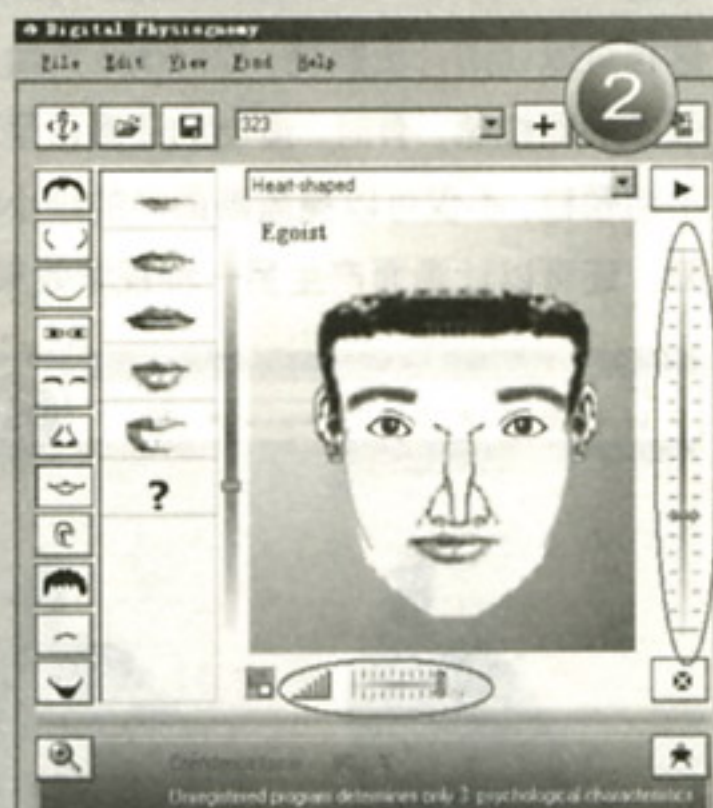 Digital Physiognomy
File Edit View Find Help
2
323
Heart-shaped
Egoist
?
Unregistered program determines only 3 psychological characteristics